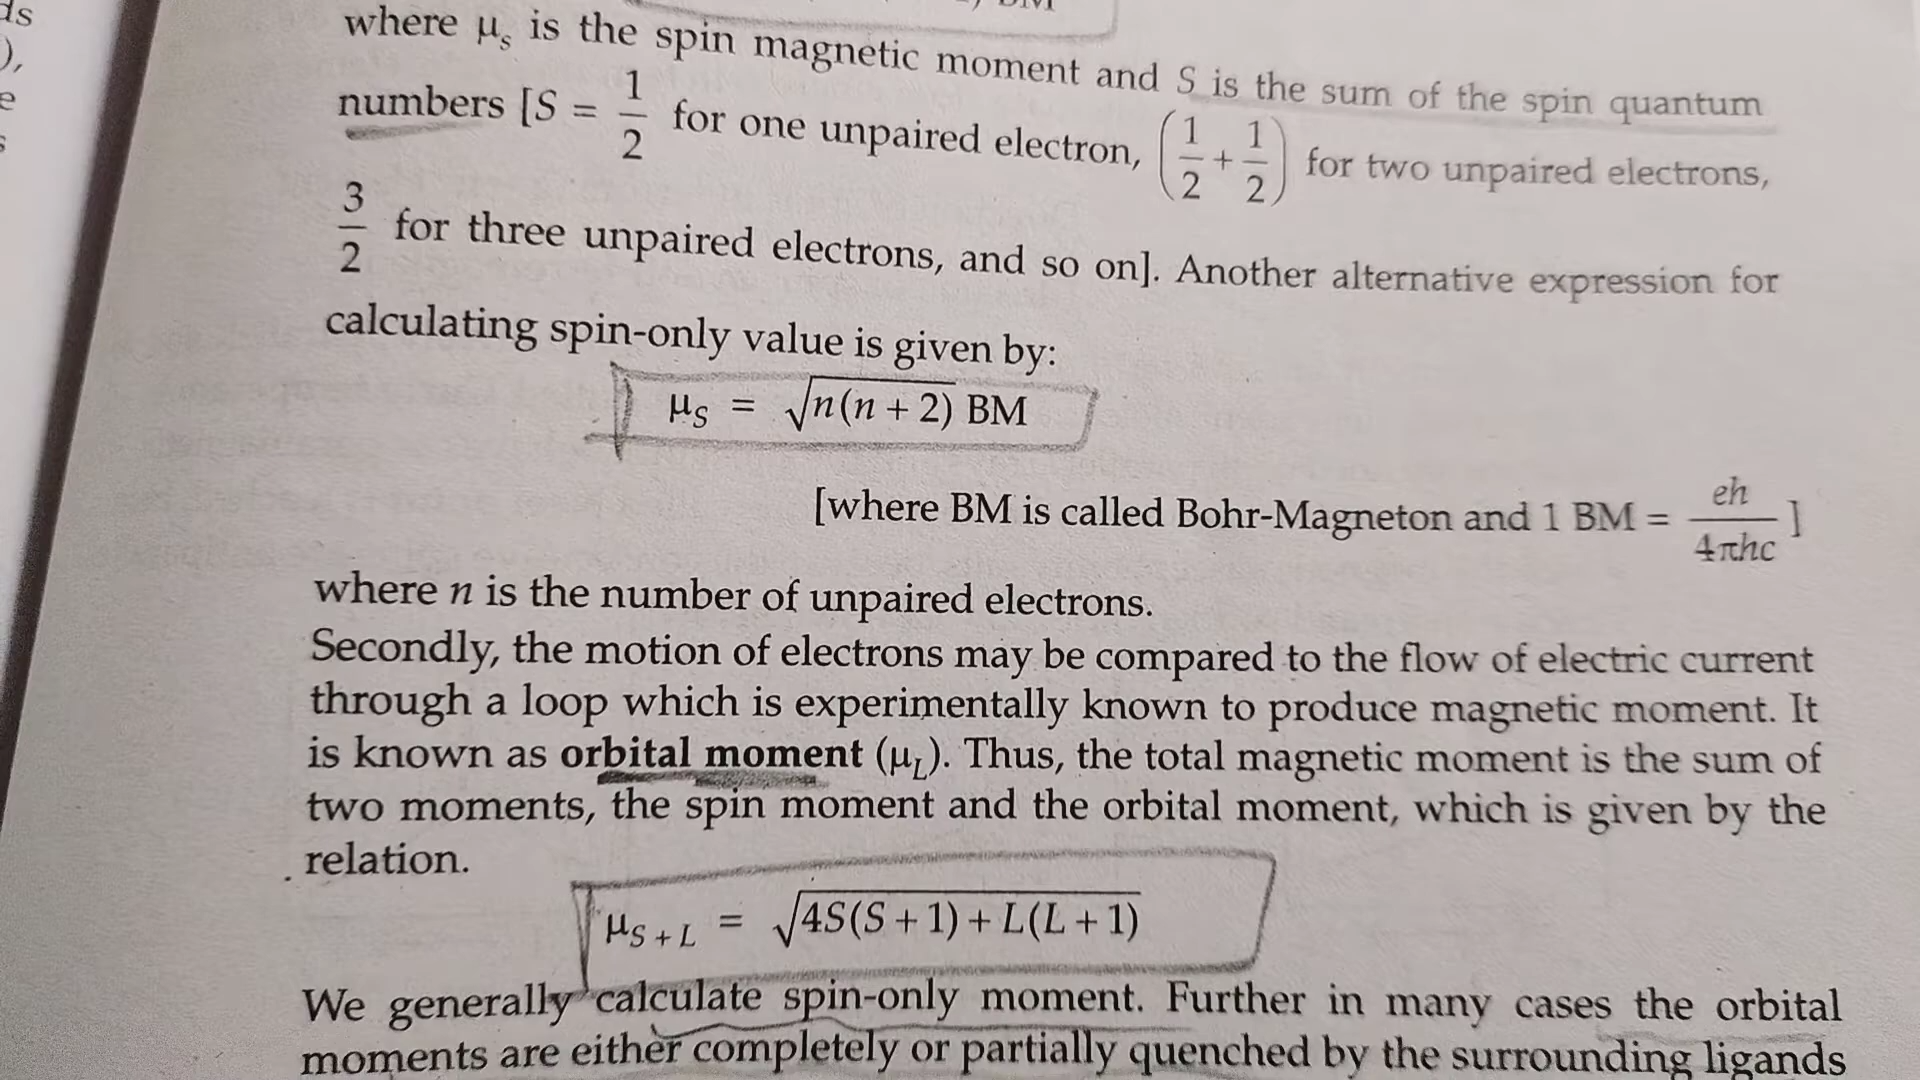 ds
),
e
s
BM
where μₛ is the spin magnetic moment and S is the sum of the spin quantum
numbers [S = 1/2 for one unpaired electron, (1/2 + 1/2) for two unpaired electrons,
3/2 for three unpaired electrons, and so on]. Another alternative expression for
calculating spin-only value is given by:
μ_S = √(n(n + 2)) BM
[where BM is called Bohr-Magneton and 1 BM = eh/4πhc ]
where n is the number of unpaired electrons.
Secondly, the motion of electrons may be compared to the flow of electric current
through a loop which is experimentally known to produce magnetic moment. It
is known as orbital moment (μ_L). Thus, the total magnetic moment is the sum of
two moments, the spin moment and the orbital moment, which is given by the
relation.
μ_S + L = √(4S(S + 1) + L(L + 1))
We generally calculate spin-only moment. Further in many cases the orbital
moments are either completely or partially quenched by the surrounding ligands